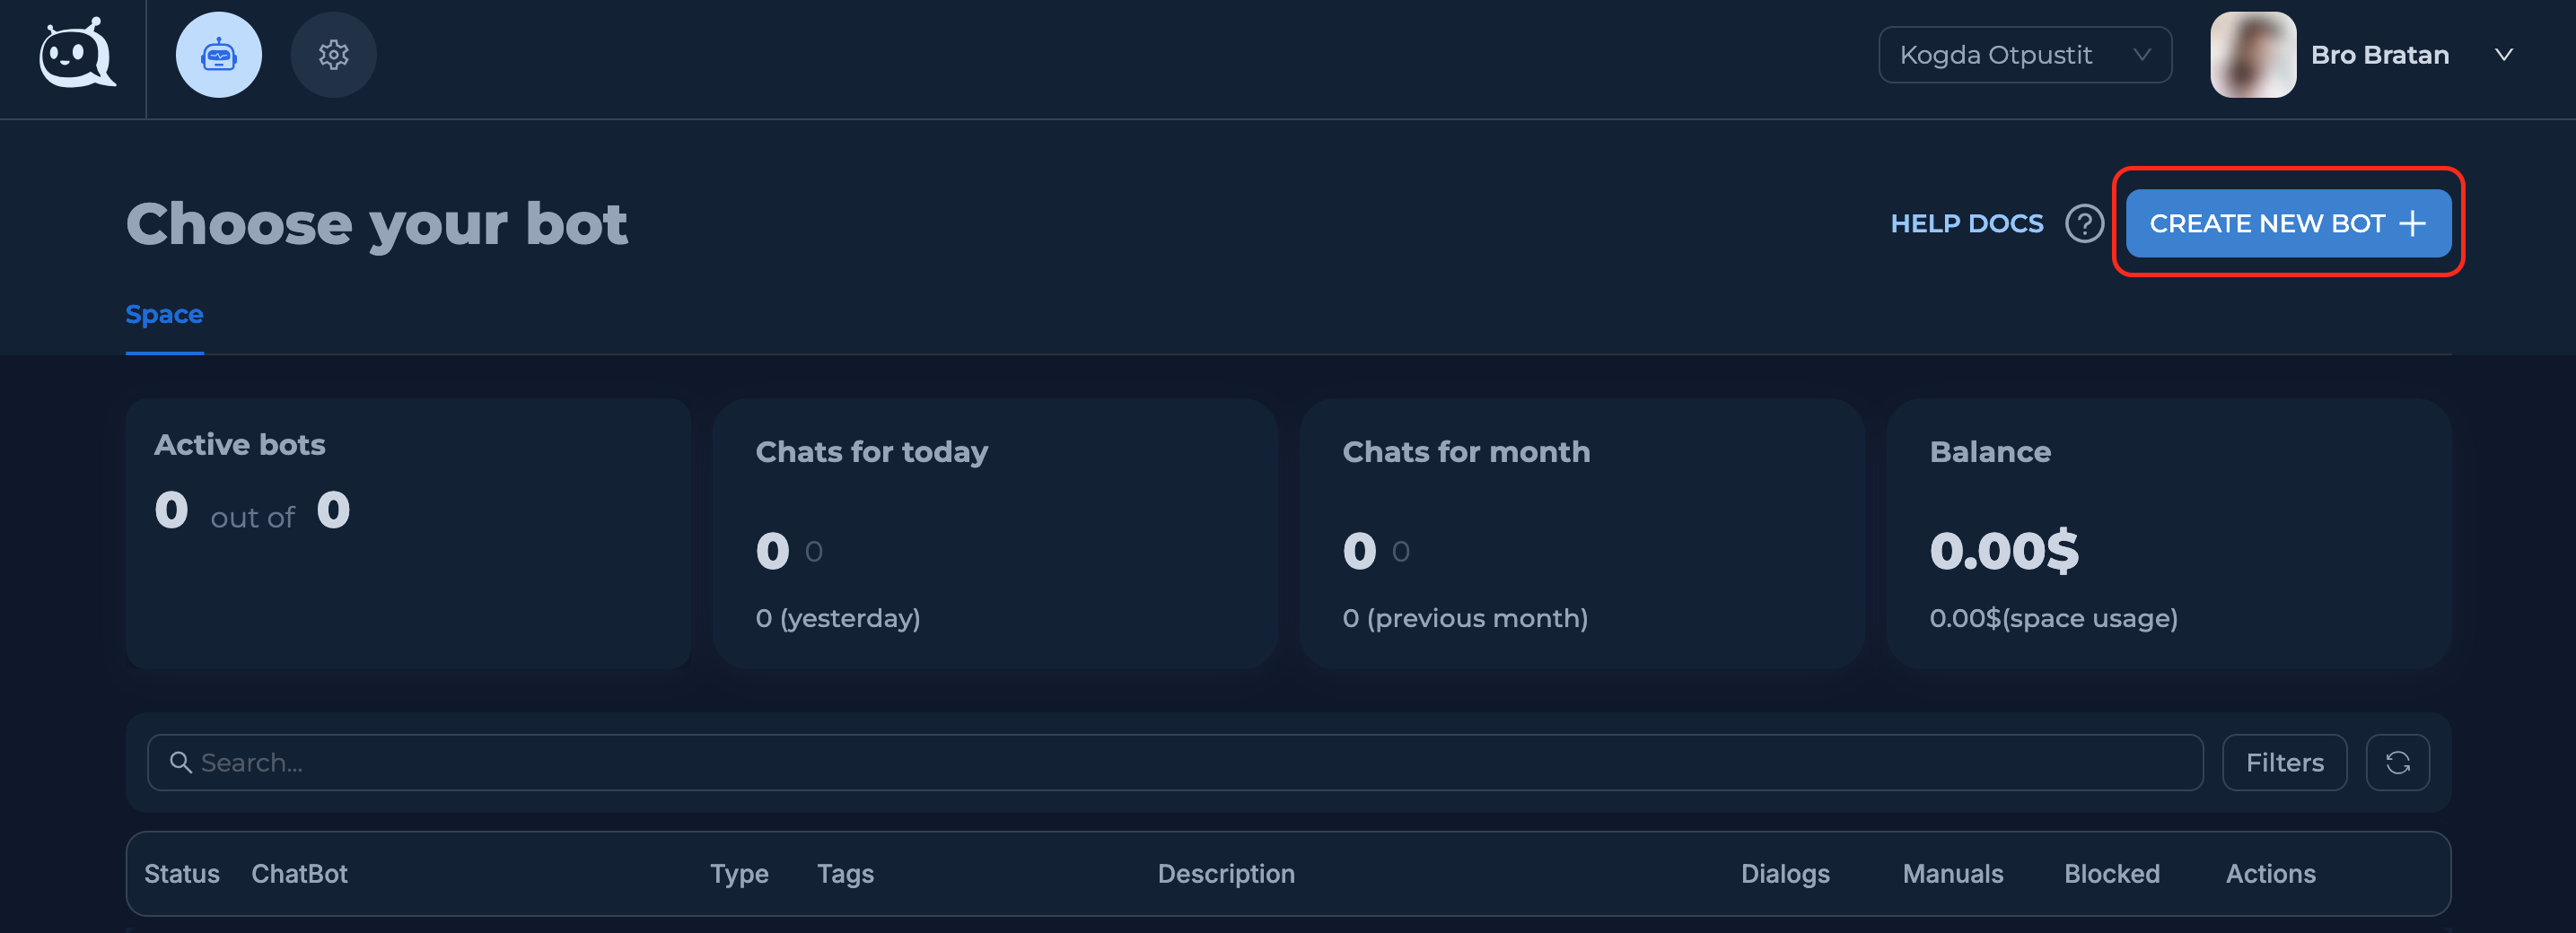 Kogda Otpustit
Bro Bratan
Choose your bot
HELP DOCS ?
CREATE NEW BOT +
Space
Active bots
0 out of 0
Chats for today
0 0
0 (yesterday)
Chats for month
0 0
0 (previous month)
Balance
0.00$
0.00$(space usage)
Search...
Filters
Status ChatBot Type Tags Description Dialogs Manuals Blocked Actions